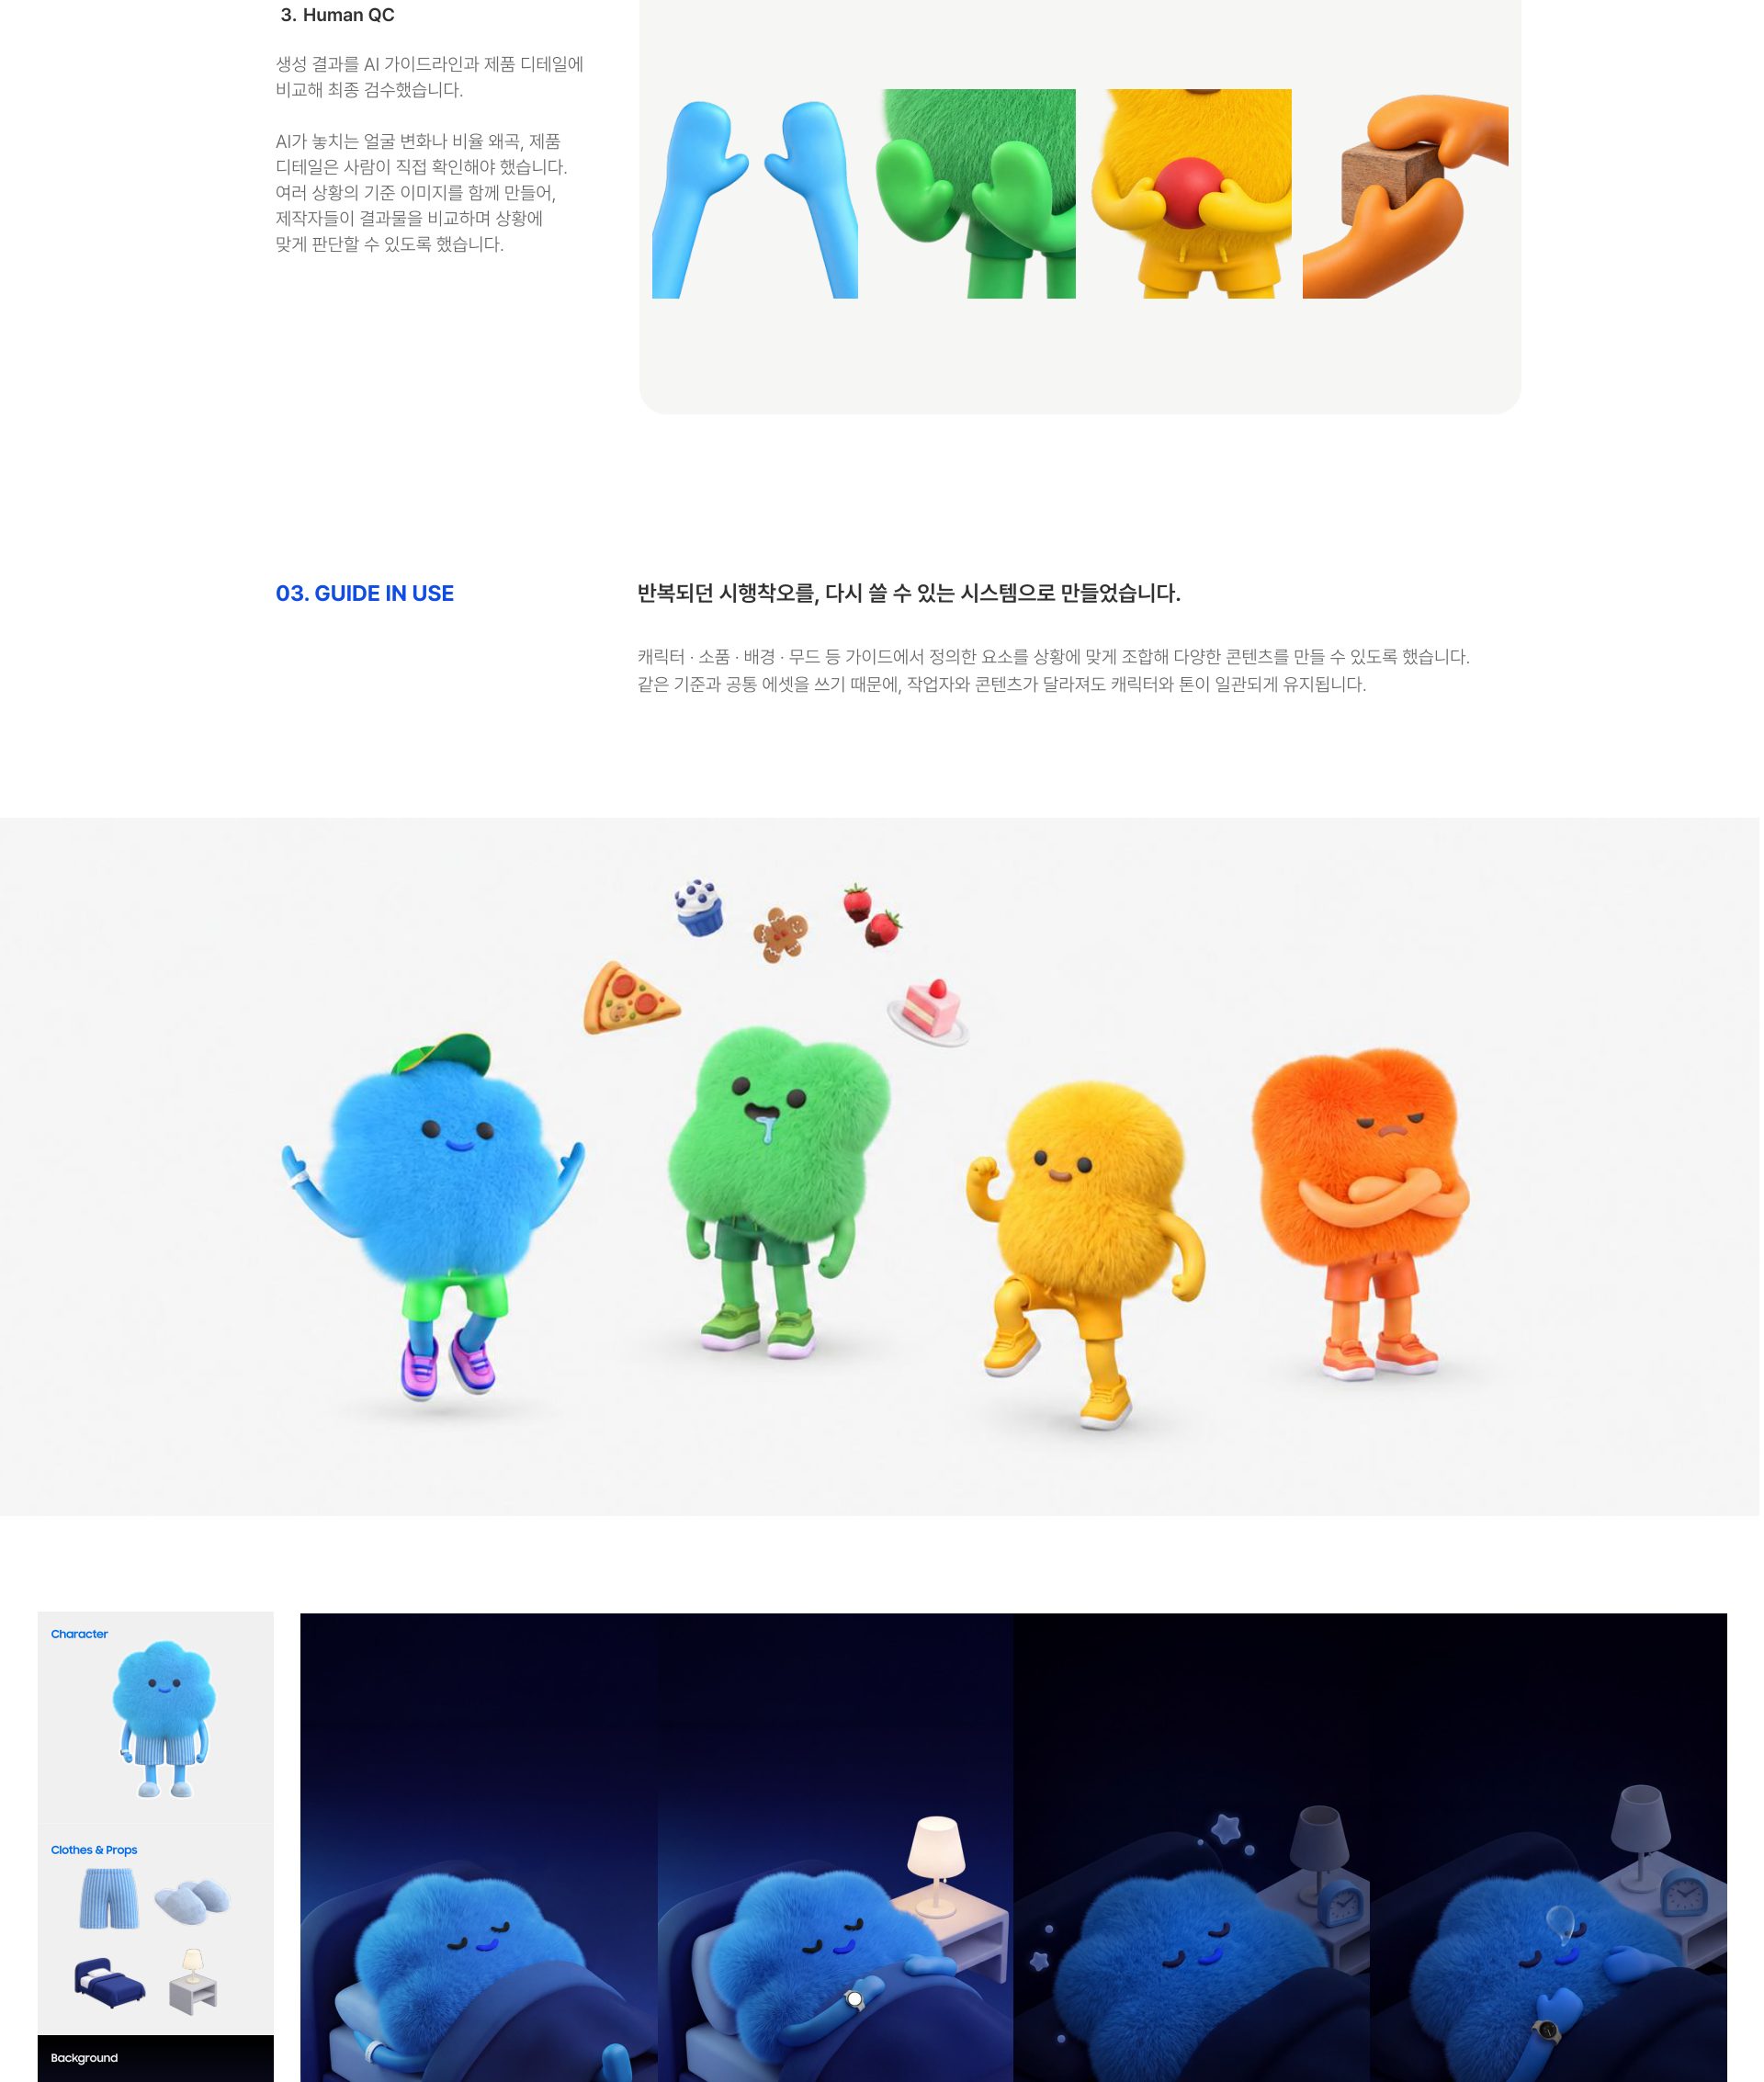 3. Human QC
생성 결과를 AI 가이드라인과 제품 디테일에
비교해 최종 검수했습니다.
AI가 놓치는 얼굴 변화나 비율 왜곡, 제품
디테일은 사람이 직접 확인해야 했습니다.
여러 상황의 기준 이미지를 함께 만들어,
제작자들이 결과물을 비교하며 상황에
맞게 판단할 수 있도록 했습니다.
03. GUIDE IN USE
반복되던 시행착오를, 다시 쓸 수 있는 시스템으로 만들었습니다.
캐릭터 · 소품 · 배경 · 무드 등 가이드에서 정의한 요소를 상황에 맞게 조합해 다양한 콘텐츠를 만들 수 있도록 했습니다.
같은 기준과 공통 에셋을 쓰기 때문에, 작업자와 콘텐츠가 달라져도 캐릭터와 톤이 일관되게 유지됩니다.
Character
Clothes & Props
Background